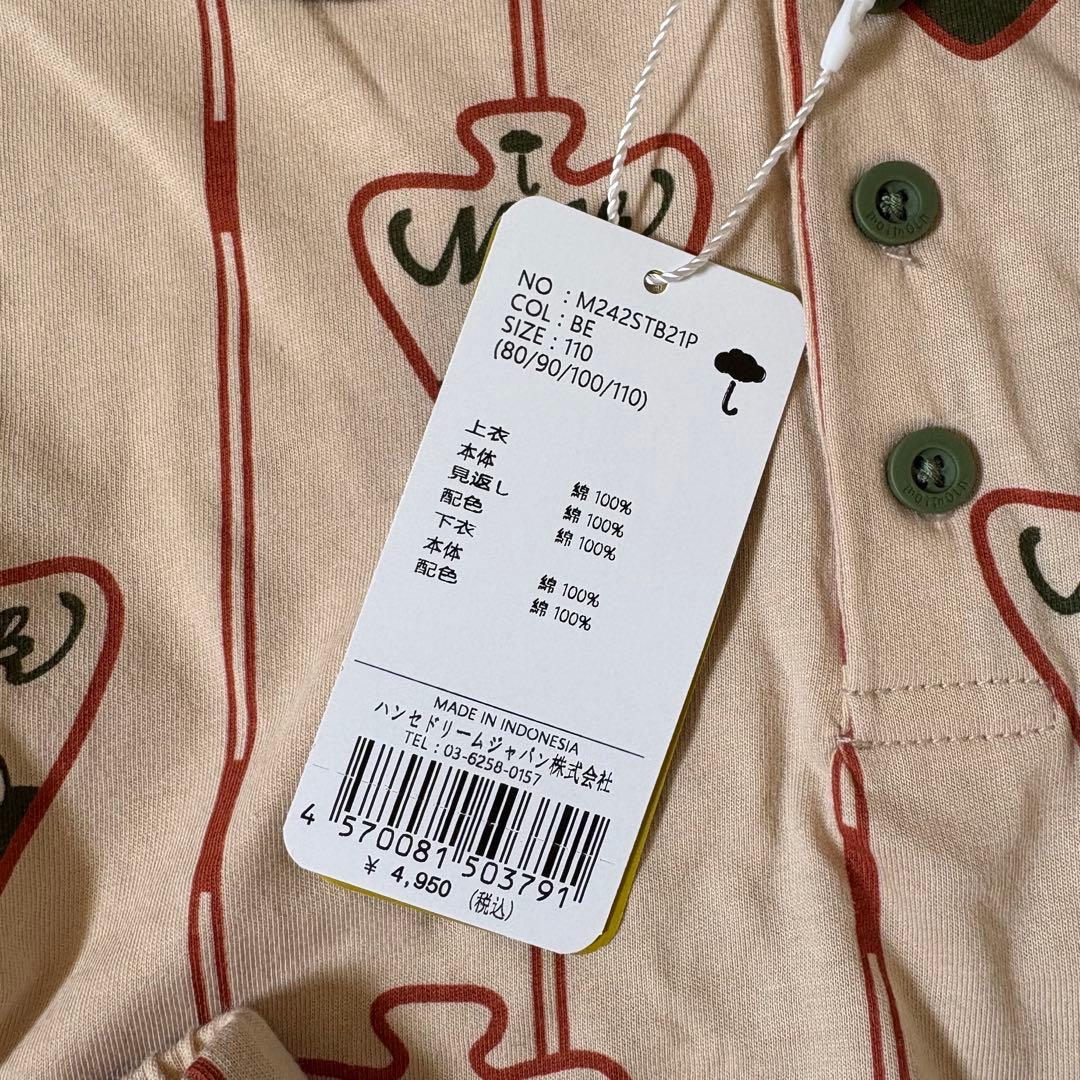 NO : M242STB21P
COL : BE
SIZE : 110
(80/90/100/110)
上衣
本体 綿 100%
見返し 綿 100%
配色 綿 100%
下衣
本体 綿 100%
配色 綿 100%
MADE IN INDONESIA
ハンセドリームジャパン株式会社
TEL : 03-6258-0157
4 570081 503791
¥ 4,950 (税込)
moimoln
moimoln